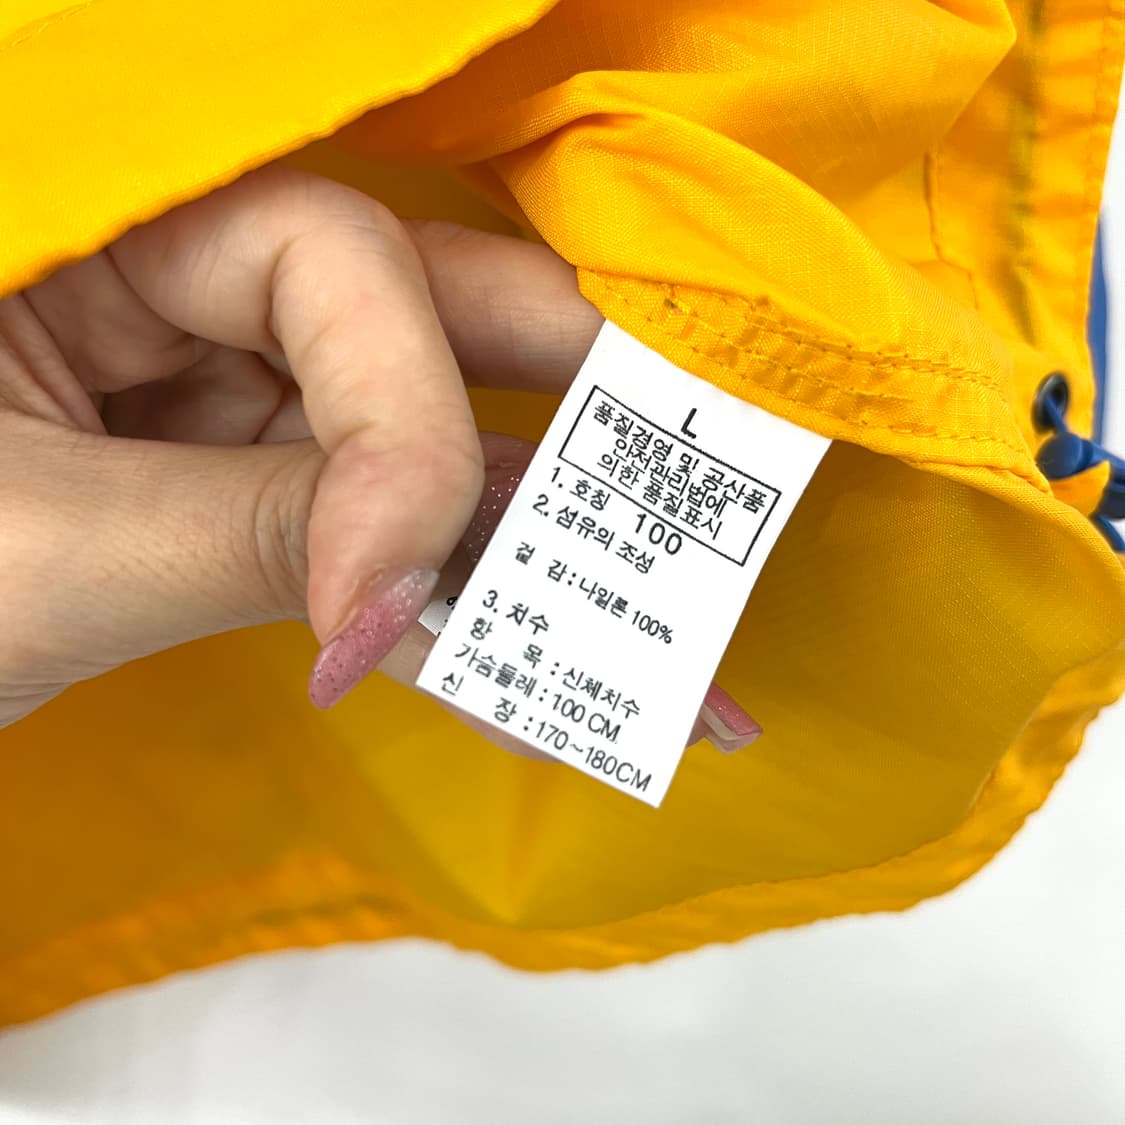 L
품질경영 및 공산품
안전관리법에
의한 품질표시
1. 호칭 100
2. 섬유의 조성
겉 감 : 나일론 100%
3. 치수
항 목 : 신체치수
가슴둘레 : 100 CM
신 장 : 170~180CM